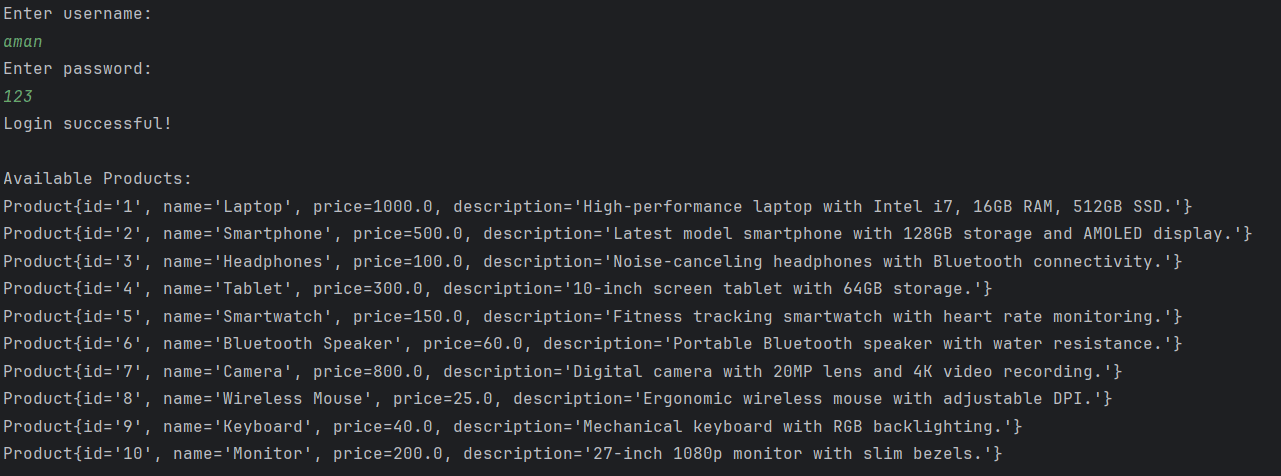 Enter username:
aman
Enter password:
123
Login successful!
Available Products:
Product{id='1', name='Laptop', price=1000.0, description='High-performance laptop with Intel i7, 16GB RAM, 512GB SSD.'}
Product{id='2', name='Smartphone', price=500.0, description='Latest model smartphone with 128GB storage and AMOLED display.'}
Product{id='3', name='Headphones', price=100.0, description='Noise-canceling headphones with Bluetooth connectivity.'}
Product{id='4', name='Tablet', price=300.0, description='10-inch screen tablet with 64GB storage.'}
Product{id='5', name='Smartwatch', price=150.0, description='Fitness tracking smartwatch with heart rate monitoring.'}
Product{id='6', name='Bluetooth Speaker', price=60.0, description='Portable Bluetooth speaker with water resistance.'}
Product{id='7', name='Camera', price=800.0, description='Digital camera with 20MP lens and 4K video recording.'}
Product{id='8', name='Wireless Mouse', price=25.0, description='Ergonomic wireless mouse with adjustable DPI.'}
Product{id='9', name='Keyboard', price=40.0, description='Mechanical keyboard with RGB backlighting.'}
Product{id='10', name='Monitor', price=200.0, description='27-inch 1080p monitor with slim bezels.'}